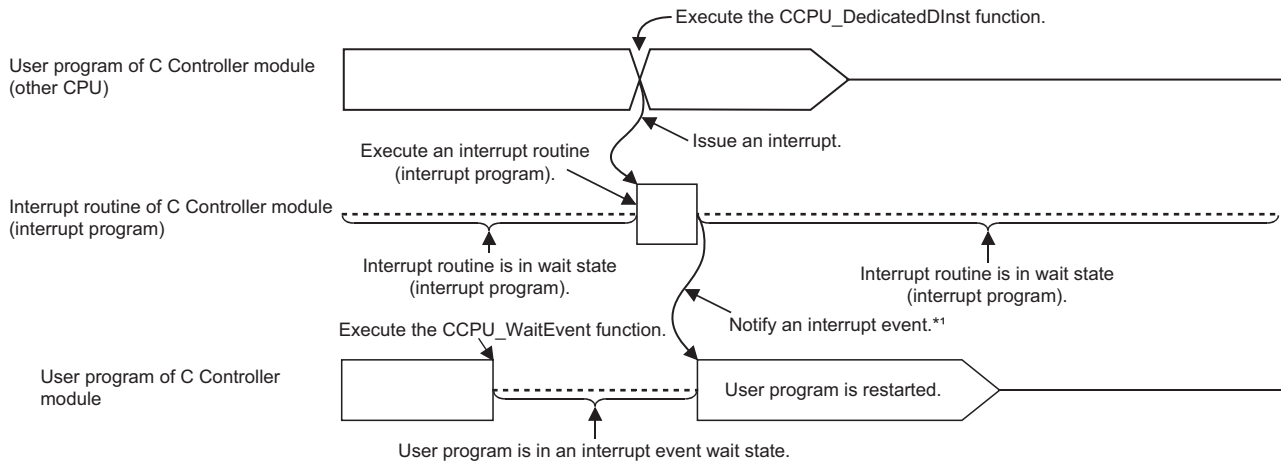 Execute the CCPU_DedicatedDInst function.
User program of C Controller module
(other CPU)
Issue an interrupt.
Execute an interrupt routine
(interrupt program).
Interrupt routine of C Controller module
(interrupt program)
Interrupt routine is in wait state
(interrupt program).
Interrupt routine is in wait state
(interrupt program).
Notify an interrupt event.*¹
Execute the CCPU_WaitEvent function.
User program of C Controller
module
User program is restarted.
User program is in an interrupt event wait state.